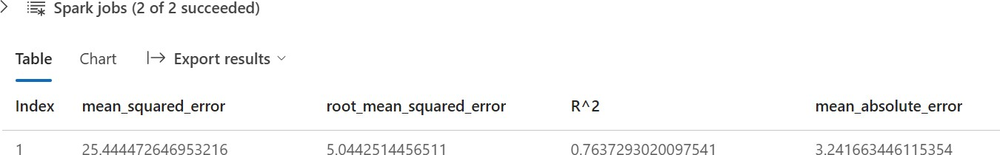 Spark jobs (2 of 2 succeeded)
Table Chart Export results
Index mean_squared_error root_mean_squared_error R^2 mean_absolute_error
1 25.444472646953216 5.0442514456511 0.7637293020097541 3.241663446115354